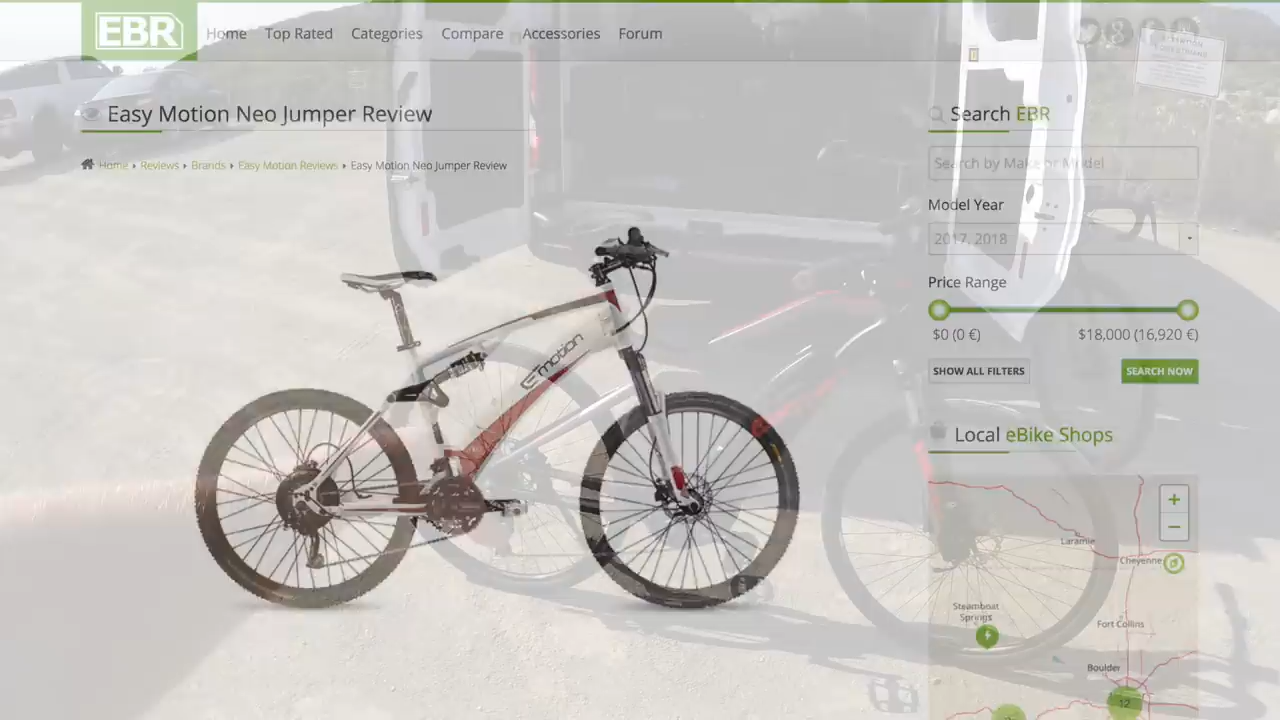 EBR
Home
Top Rated
Categories
Compare
Accessories
Forum
Easy Motion Neo Jumper Review
Home
Reviews
Brands
Easy Motion Reviews
Easy Motion Neo Jumper Review
Search EBR
Search by Make or Model
Model Year
2017, 2018
Price Range
$0 (0 €)
$18,000 (16,920 €)
SHOW ALL FILTERS
SEARCH NOW
Local eBike Shops
+
−
Laramie
Cheyenne
Steamboat
Springs
Fort Collins
Boulder
12
motion